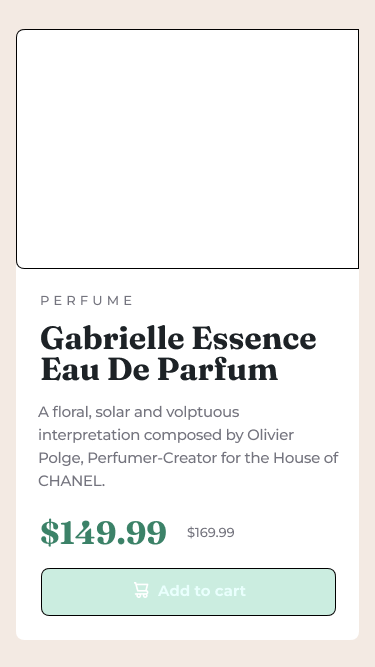 PERFUME
Gabrielle Essence
Eau De Parfum
A floral, solar and volptuous
interpretation composed by Olivier
Polge, Perfumer-Creator for the House of
CHANEL.
$149.99 $169.99
Add to cart